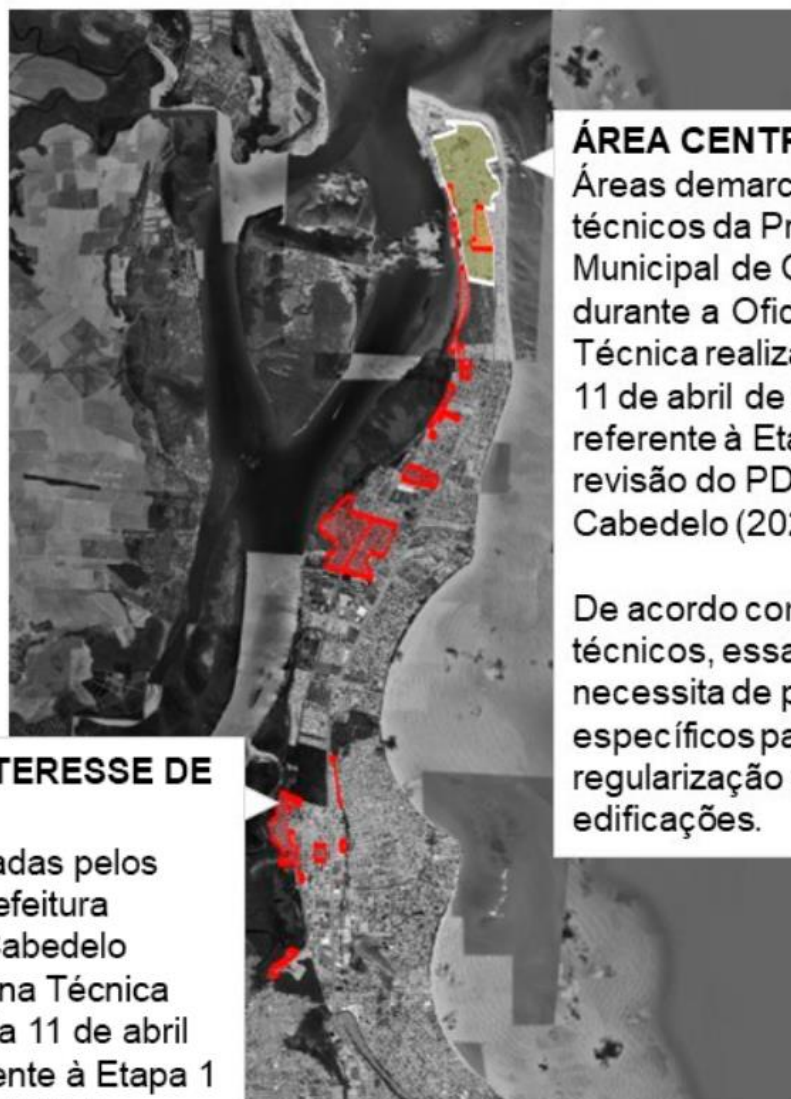 ÁREA CENTR
Áreas demarc
técnicos da Pr
Municipal de C
durante a Ofic
Técnica realiza
11 de abril de
referente à Eta
revisão do PD
Cabedelo (202
De acordo con
técnicos, essa
necessita de p
específicos pa
regularização
edificações.
TERESSE DE
adas pelos
efeitura
Cabedelo
na Técnica
a 11 de abril
ente à Etapa 1